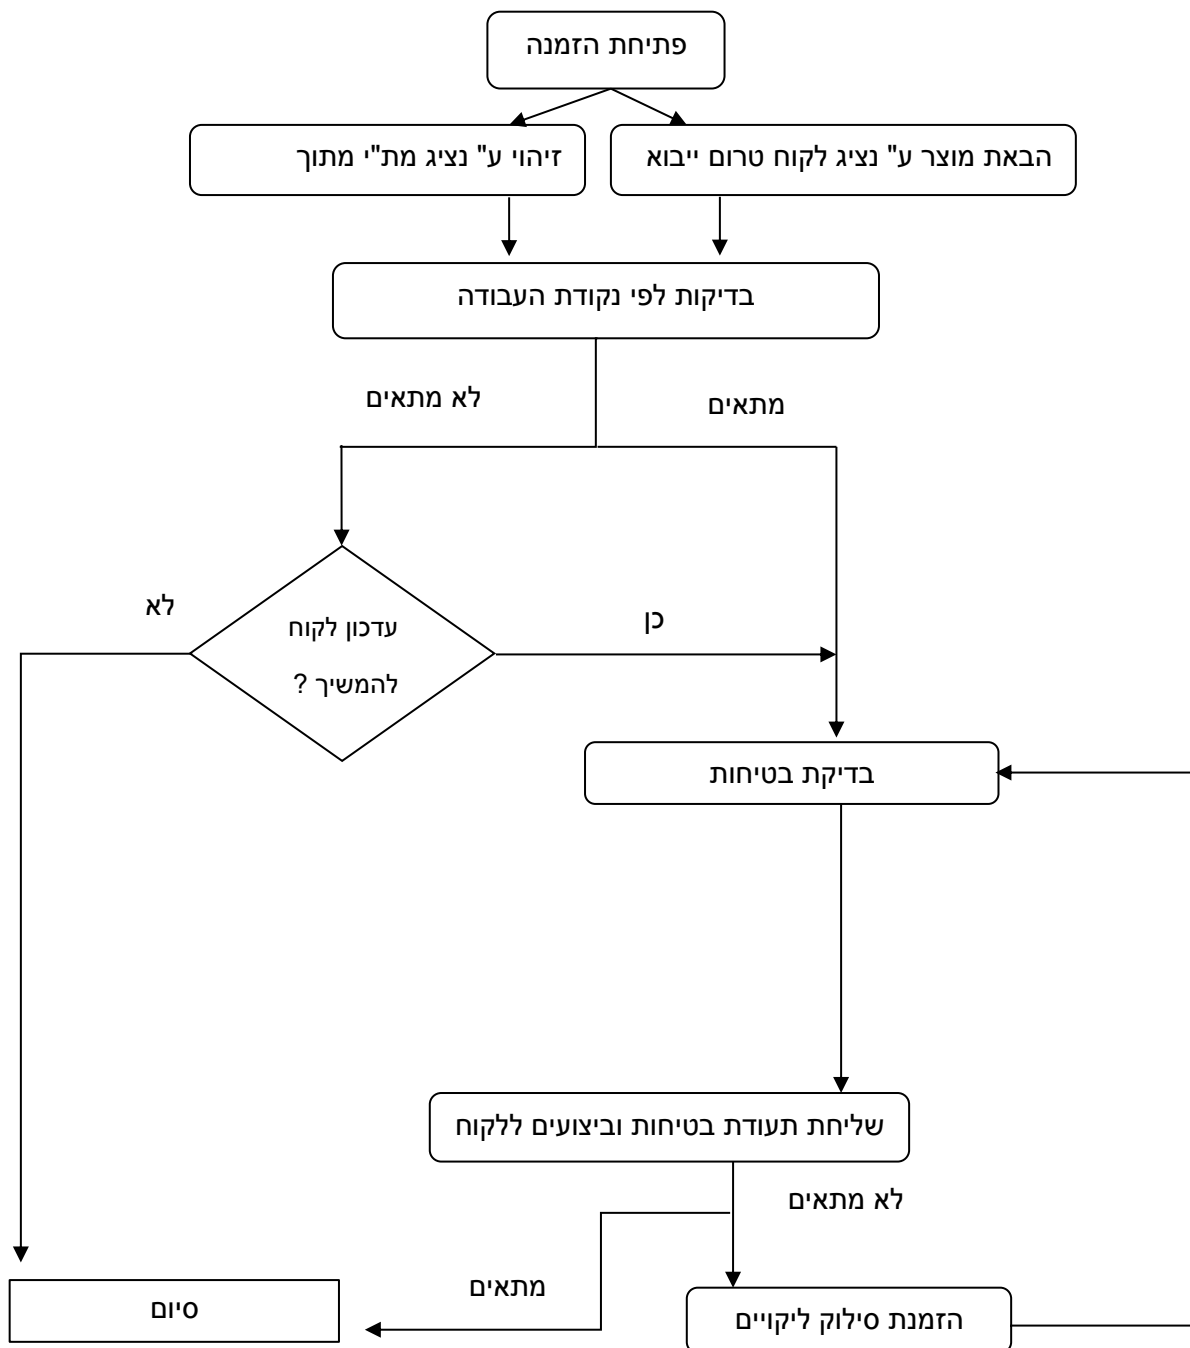 פתיחת הזמנה
הבאת מוצר ע" נציג לקוח טרום ייבוא
זיהוי ע" נציג מת"י מתוך
בדיקות לפי נקודת העבודה
מתאים
לא מתאים
עדכון לקוח
להמשיך ?
כן
לא
בדיקת בטיחות
שליחת תעודת בטיחות וביצועים ללקוח
לא מתאים
מתאים
הזמנת סילוק ליקויים
סיום